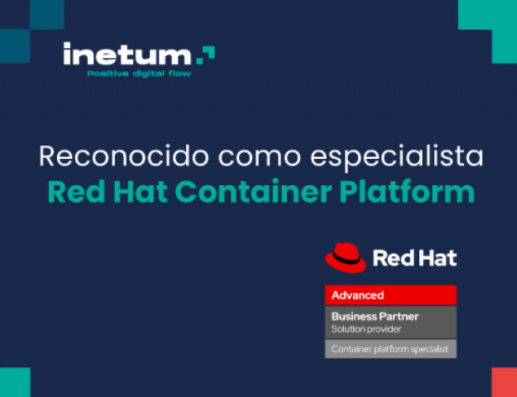 inetum.
Positive digital flow
Reconocido como especialista
Red Hat Container Platform
Red Hat
Advanced
Business Partner
Solution provider
Container platform specialist